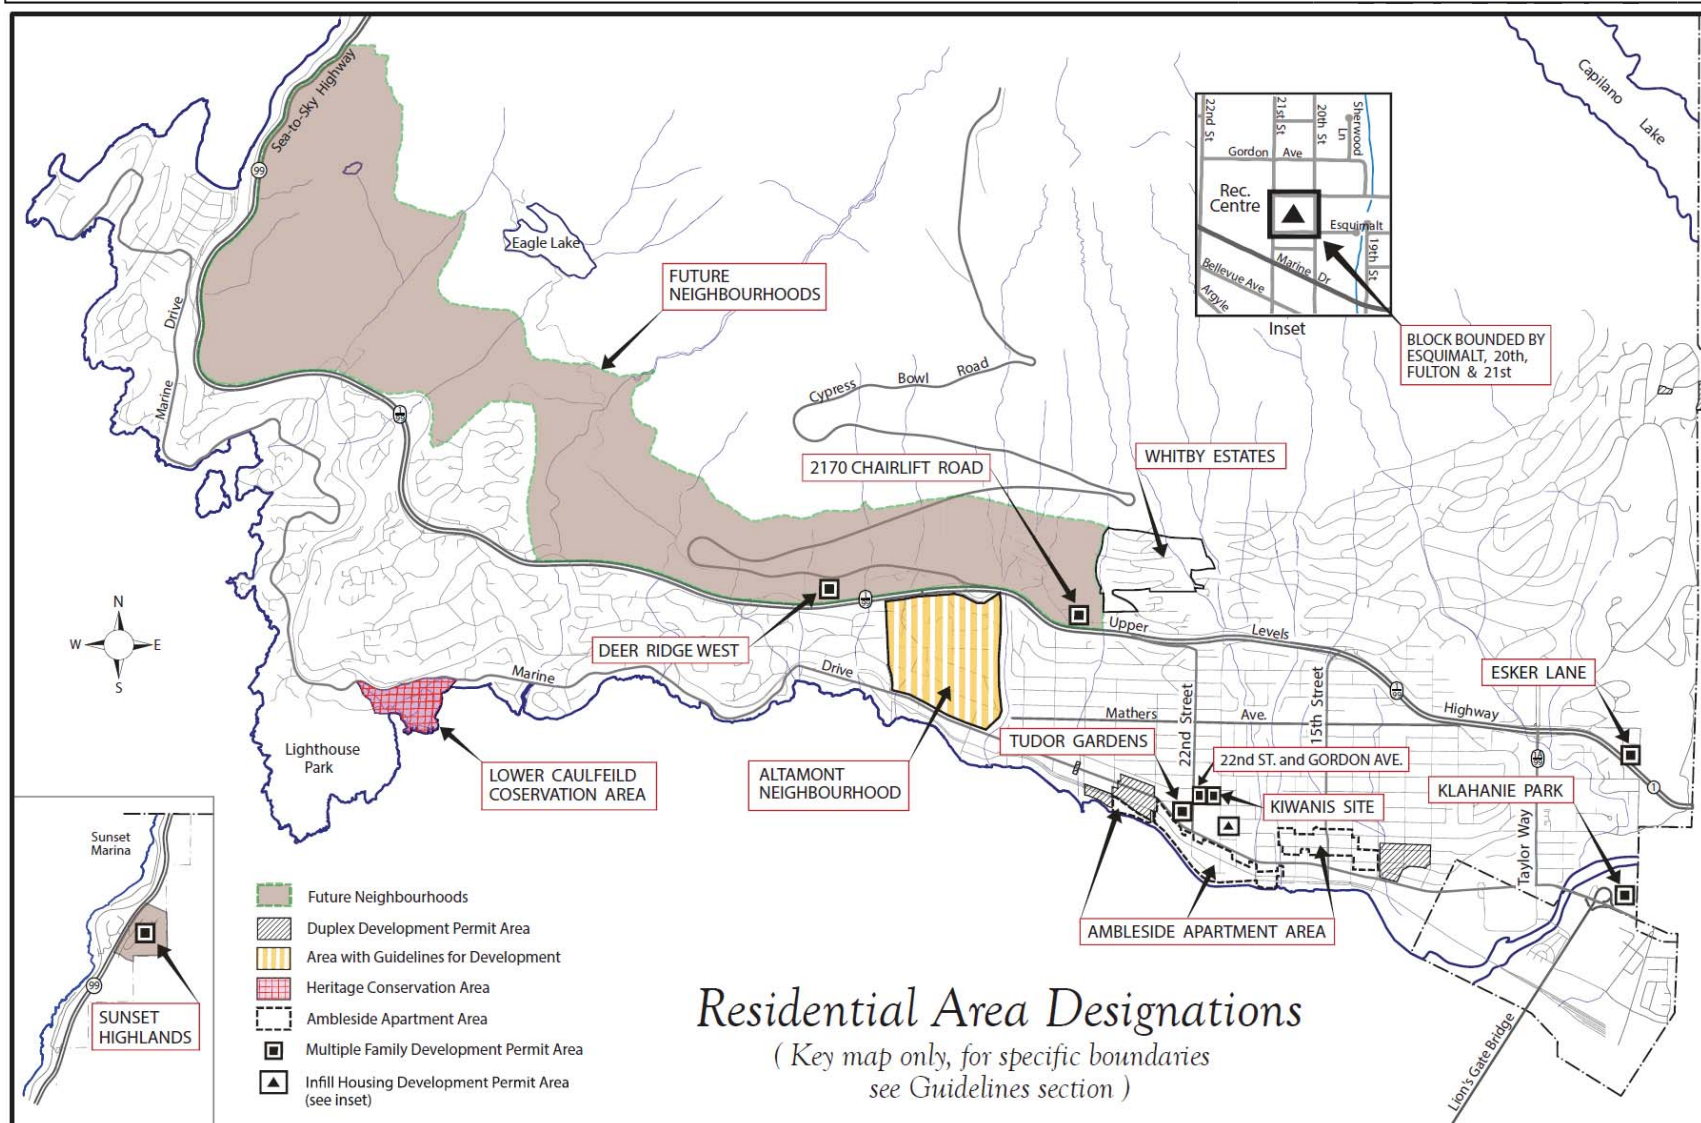 Sea-to-Sky Highway
99
Capilano
Lake
22nd St
21st St
20th St
Sherwood
Ln
Gordon Ave
Rec.
Centre
Esquimalt
19th St
Marine Dr
Bellevue Ave
Argyle
Inset
BLOCK BOUNDED BY
ESQUIMALT, 20th,
FULTON & 21st
Eagle Lake
FUTURE
NEIGHBOURHOODS
Marine Drive
1
99
Cypress Bowl Road
2170 CHAIRLIFT ROAD
WHITBY ESTATES
N
W E
S
DEER RIDGE WEST
1
99
Upper Levels Highway
1
99
Marine Drive
Mathers Ave.
22nd Street
15th Street
ESKER LANE
1
Lighthouse
Park
LOWER CAULFEILD
COSERVATION AREA
ALTAMONT
NEIGHBOURHOOD
TUDOR GARDENS
22nd ST. and GORDON AVE.
KIWANIS SITE
KLAHANIE PARK
Taylor Way
AMBLESIDE APARTMENT AREA
Lion's Gate Bridge
Sunset
Marina
99
SUNSET
HIGHLANDS
Future Neighbourhoods
Duplex Development Permit Area
Area with Guidelines for Development
Heritage Conservation Area
Ambleside Apartment Area
Multiple Family Development Permit Area
Infill Housing Development Permit Area
(see inset)
Residential Area Designations
( Key map only, for specific boundaries
see Guidelines section )